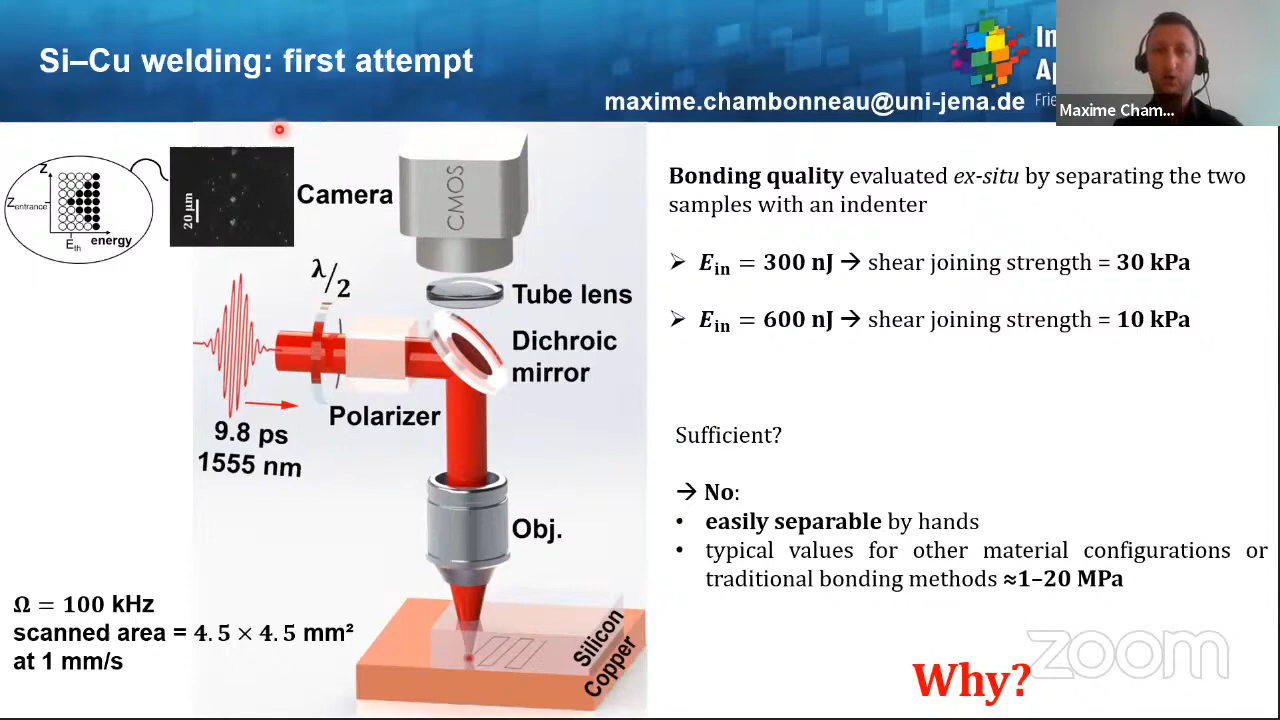 Si–Cu welding: first attempt
maxime.chambonneau@uni-jena.de
In
Ap
Frie
Maxime Cham...
z
z_entrance
E_th
energy
20 μm
Camera
CMOS
λ/2
Tube lens
Dichroic
mirror
Polarizer
9.8 ps
1555 nm
Obj.
Silicon
Copper
Ω = 100 kHz
scanned area = 4.5 × 4.5 mm²
at 1 mm/s
Bonding quality evaluated ex-situ by separating the two
samples with an indenter
➢ E_in = 300 nJ → shear joining strength = 30 kPa
➢ E_in = 600 nJ → shear joining strength = 10 kPa
Sufficient?
→ No:
• easily separable by hands
• typical values for other material configurations or
traditional bonding methods ≈1–20 MPa
Why?
zoom